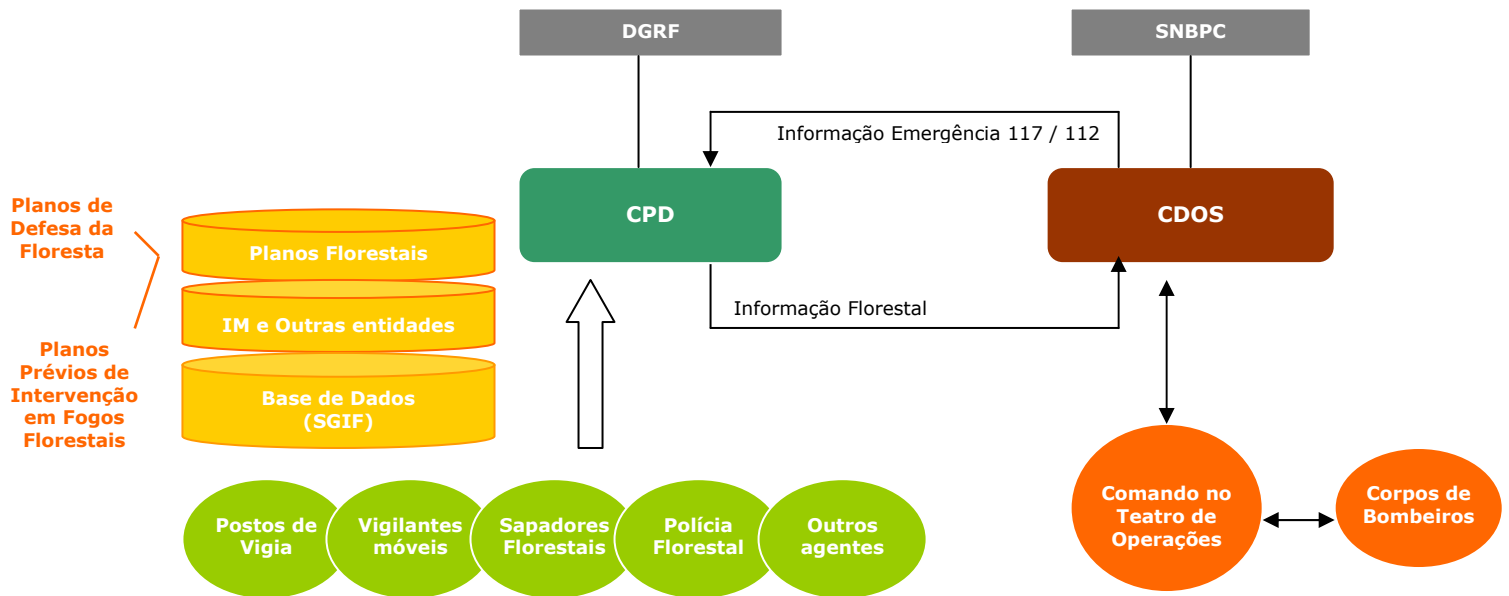 DGRF
SNBPC
Informação Emergência 117 / 112
CPD
CDOS
Planos de
Defesa da
Floresta
Planos Florestais
IM e Outras entidades
Informação Florestal
Planos
Prévios de
Intervenção
em Fogos
Florestais
Base de Dados
(SGIF)
Postos de
Vigia
Vigilantes
móveis
Sapadores
Florestais
Polícia
Florestal
Outros
agentes
Comando no
Teatro de
Operações
Corpos de
Bombeiros